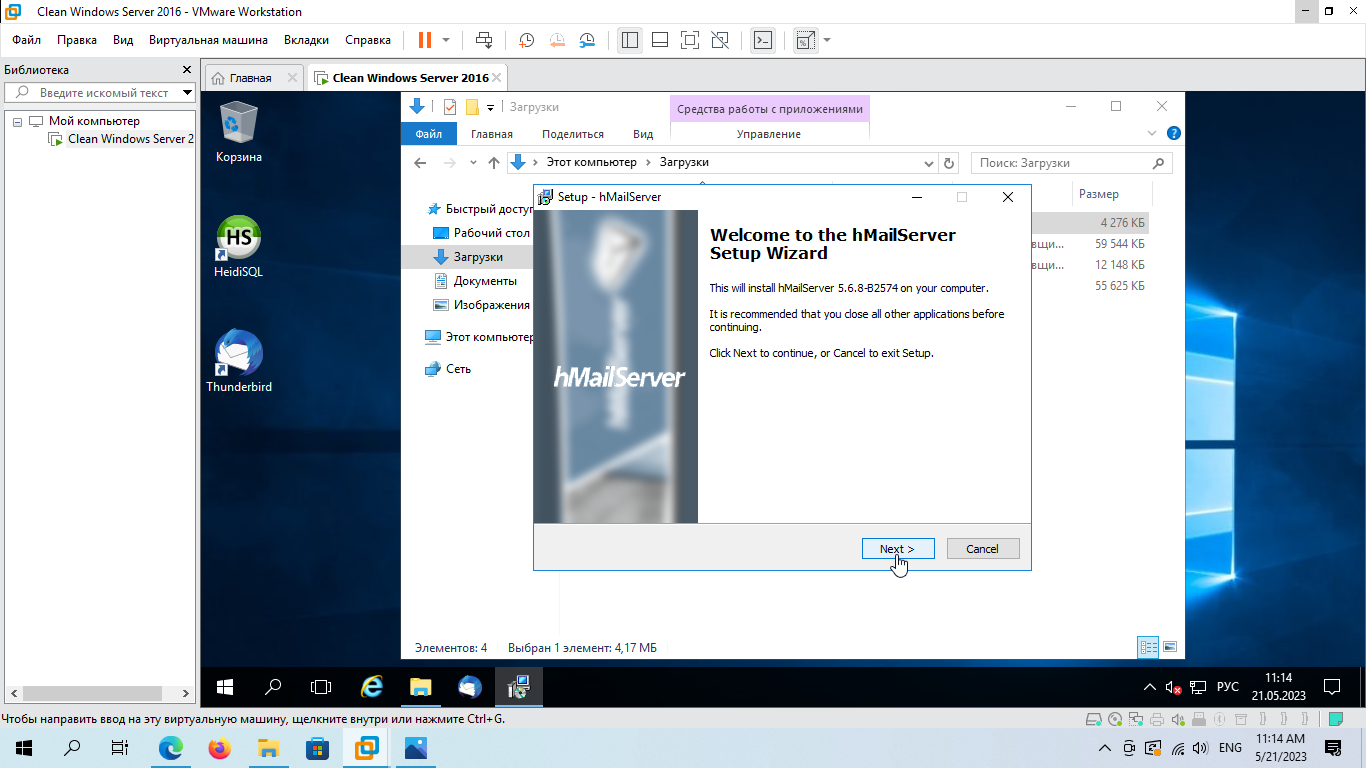 Clean Windows Server 2016 - VMware Workstation
Файл Правка Вид Виртуальная машина Вкладки Справка
Библиотека
Введите искомый текст
Мой компьютер
Clean Windows Server 2
Главная
Clean Windows Server 2016
Корзина
HS
HeidiSQL
Thunderbird
Загрузки
Средства работы с приложениями
Файл Главная Поделиться Вид Управление
Этот компьютер Загрузки
Поиск: Загрузки
Размер
Быстрый досту
Рабочий стол
Загрузки
Документы
Изображения
Этот компьютер
Сеть
4 276 КБ
вщи... 59 544 КБ
вщи... 12 148 КБ
55 625 КБ
Setup - hMailServer
hMailServer
Welcome to the hMailServer
Setup Wizard
This will install hMailServer 5.6.8-B2574 on your computer.
It is recommended that you close all other applications before
continuing.
Click Next to continue, or Cancel to exit Setup.
Next >
Cancel
Элементов: 4 Выбран 1 элемент: 4,17 МБ
РУС
11:14
21.05.2023
Чтобы направить ввод на эту виртуальную машину, щелкните внутри или нажмите Ctrl+G.
ENG
11:14 AM
5/21/2023